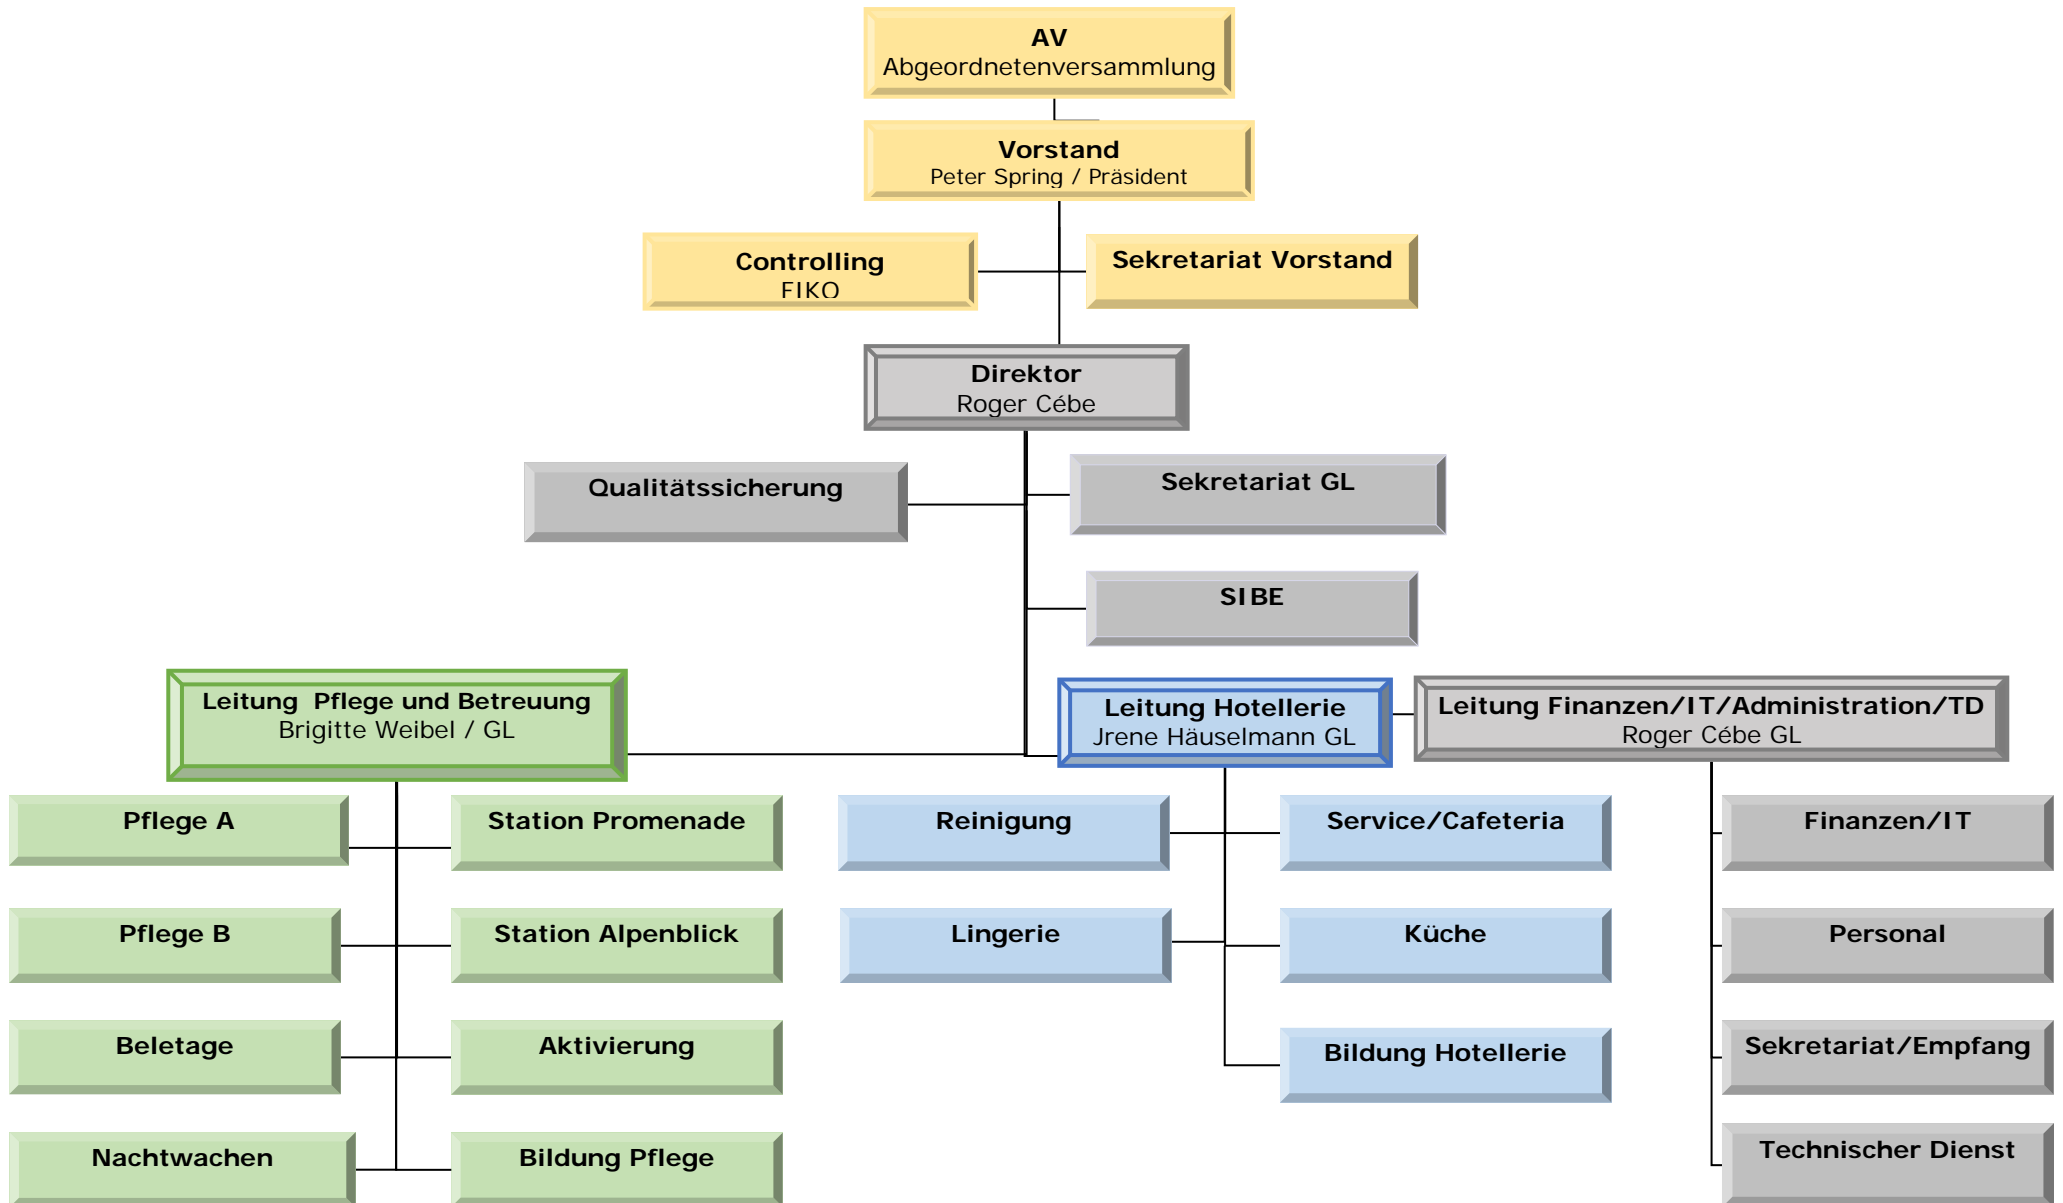 AV
Abgeordnetenversammlung
Vorstand
Peter Spring / Präsident
Controlling
FIKO
Sekretariat Vorstand
Direktor
Roger Cébe
Qualitätssicherung
Sekretariat GL
SIBE
Leitung Pflege und Betreuung
Brigitte Weibel / GL
Leitung Hotellerie
Jrene Häuselmann GL
Leitung Finanzen/IT/Administration/TD
Roger Cébe GL
Pflege A
Station Promenade
Reinigung
Service/Cafeteria
Finanzen/IT
Pflege B
Station Alpenblick
Lingerie
Küche
Personal
Beletage
Aktivierung
Bildung Hotellerie
Sekretariat/Empfang
Nachtwachen
Bildung Pflege
Technischer Dienst